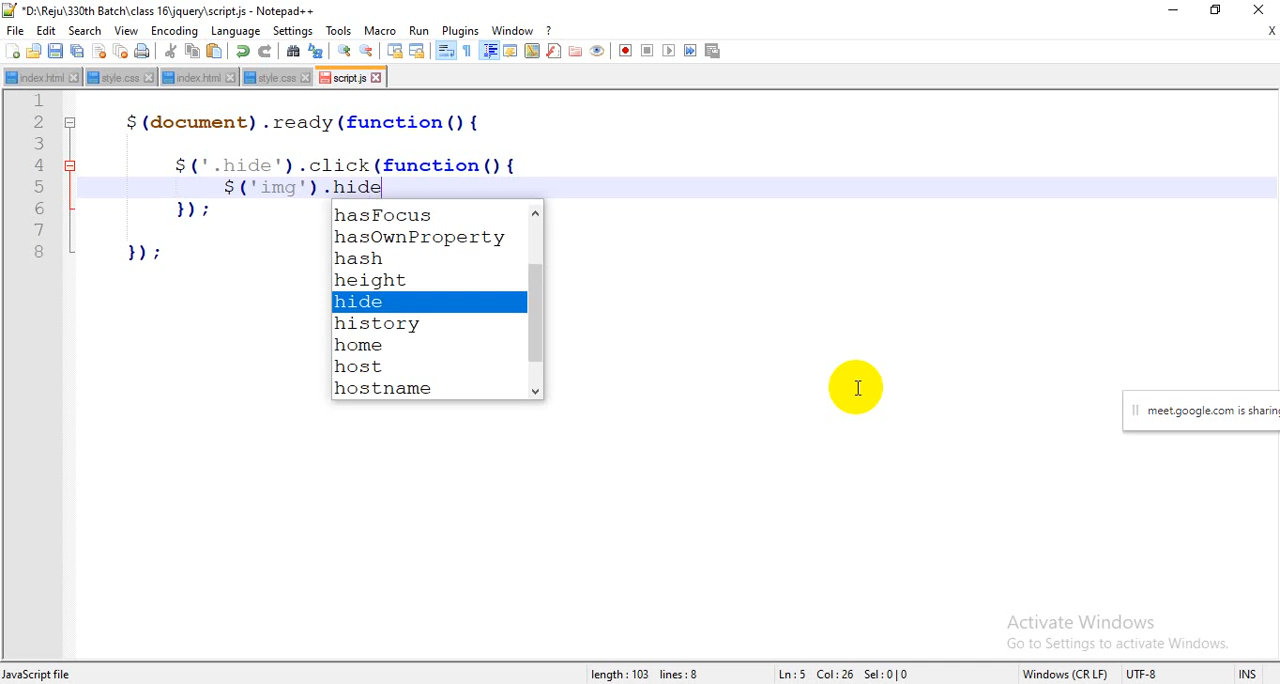 *D:\Reju\330th Batch\class 16\jquery\script.js - Notepad++
File Edit Search View Encoding Language Settings Tools Macro Run Plugins Window ? X
index.html style.css index.html style.css script.js
1
2 $(document).ready(function(){
3
4 $('.hide').click(function(){
5 $('img').hide
6 });
7
8 });
hasFocus
hasOwnProperty
hash
height
hide
history
home
host
hostname
meet.google.com is sharing
Activate Windows
Go to Settings to activate Windows.
JavaScript file length : 103 lines : 8 Ln : 5 Col : 26 Sel : 0 | 0 Windows (CR LF) UTF-8 INS